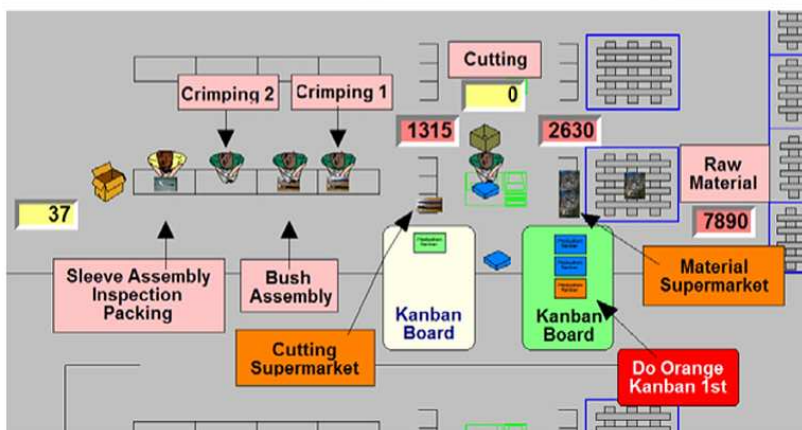 Cutting
0
Crimping 2
Crimping 1
1315
2630
Raw
Material
7890
37
Sleeve Assembly
Inspection
Packing
Bush
Assembly
Kanban
Board
Kanban
Board
Material
Supermarket
Cutting
Supermarket
Do Orange
Kanban 1st